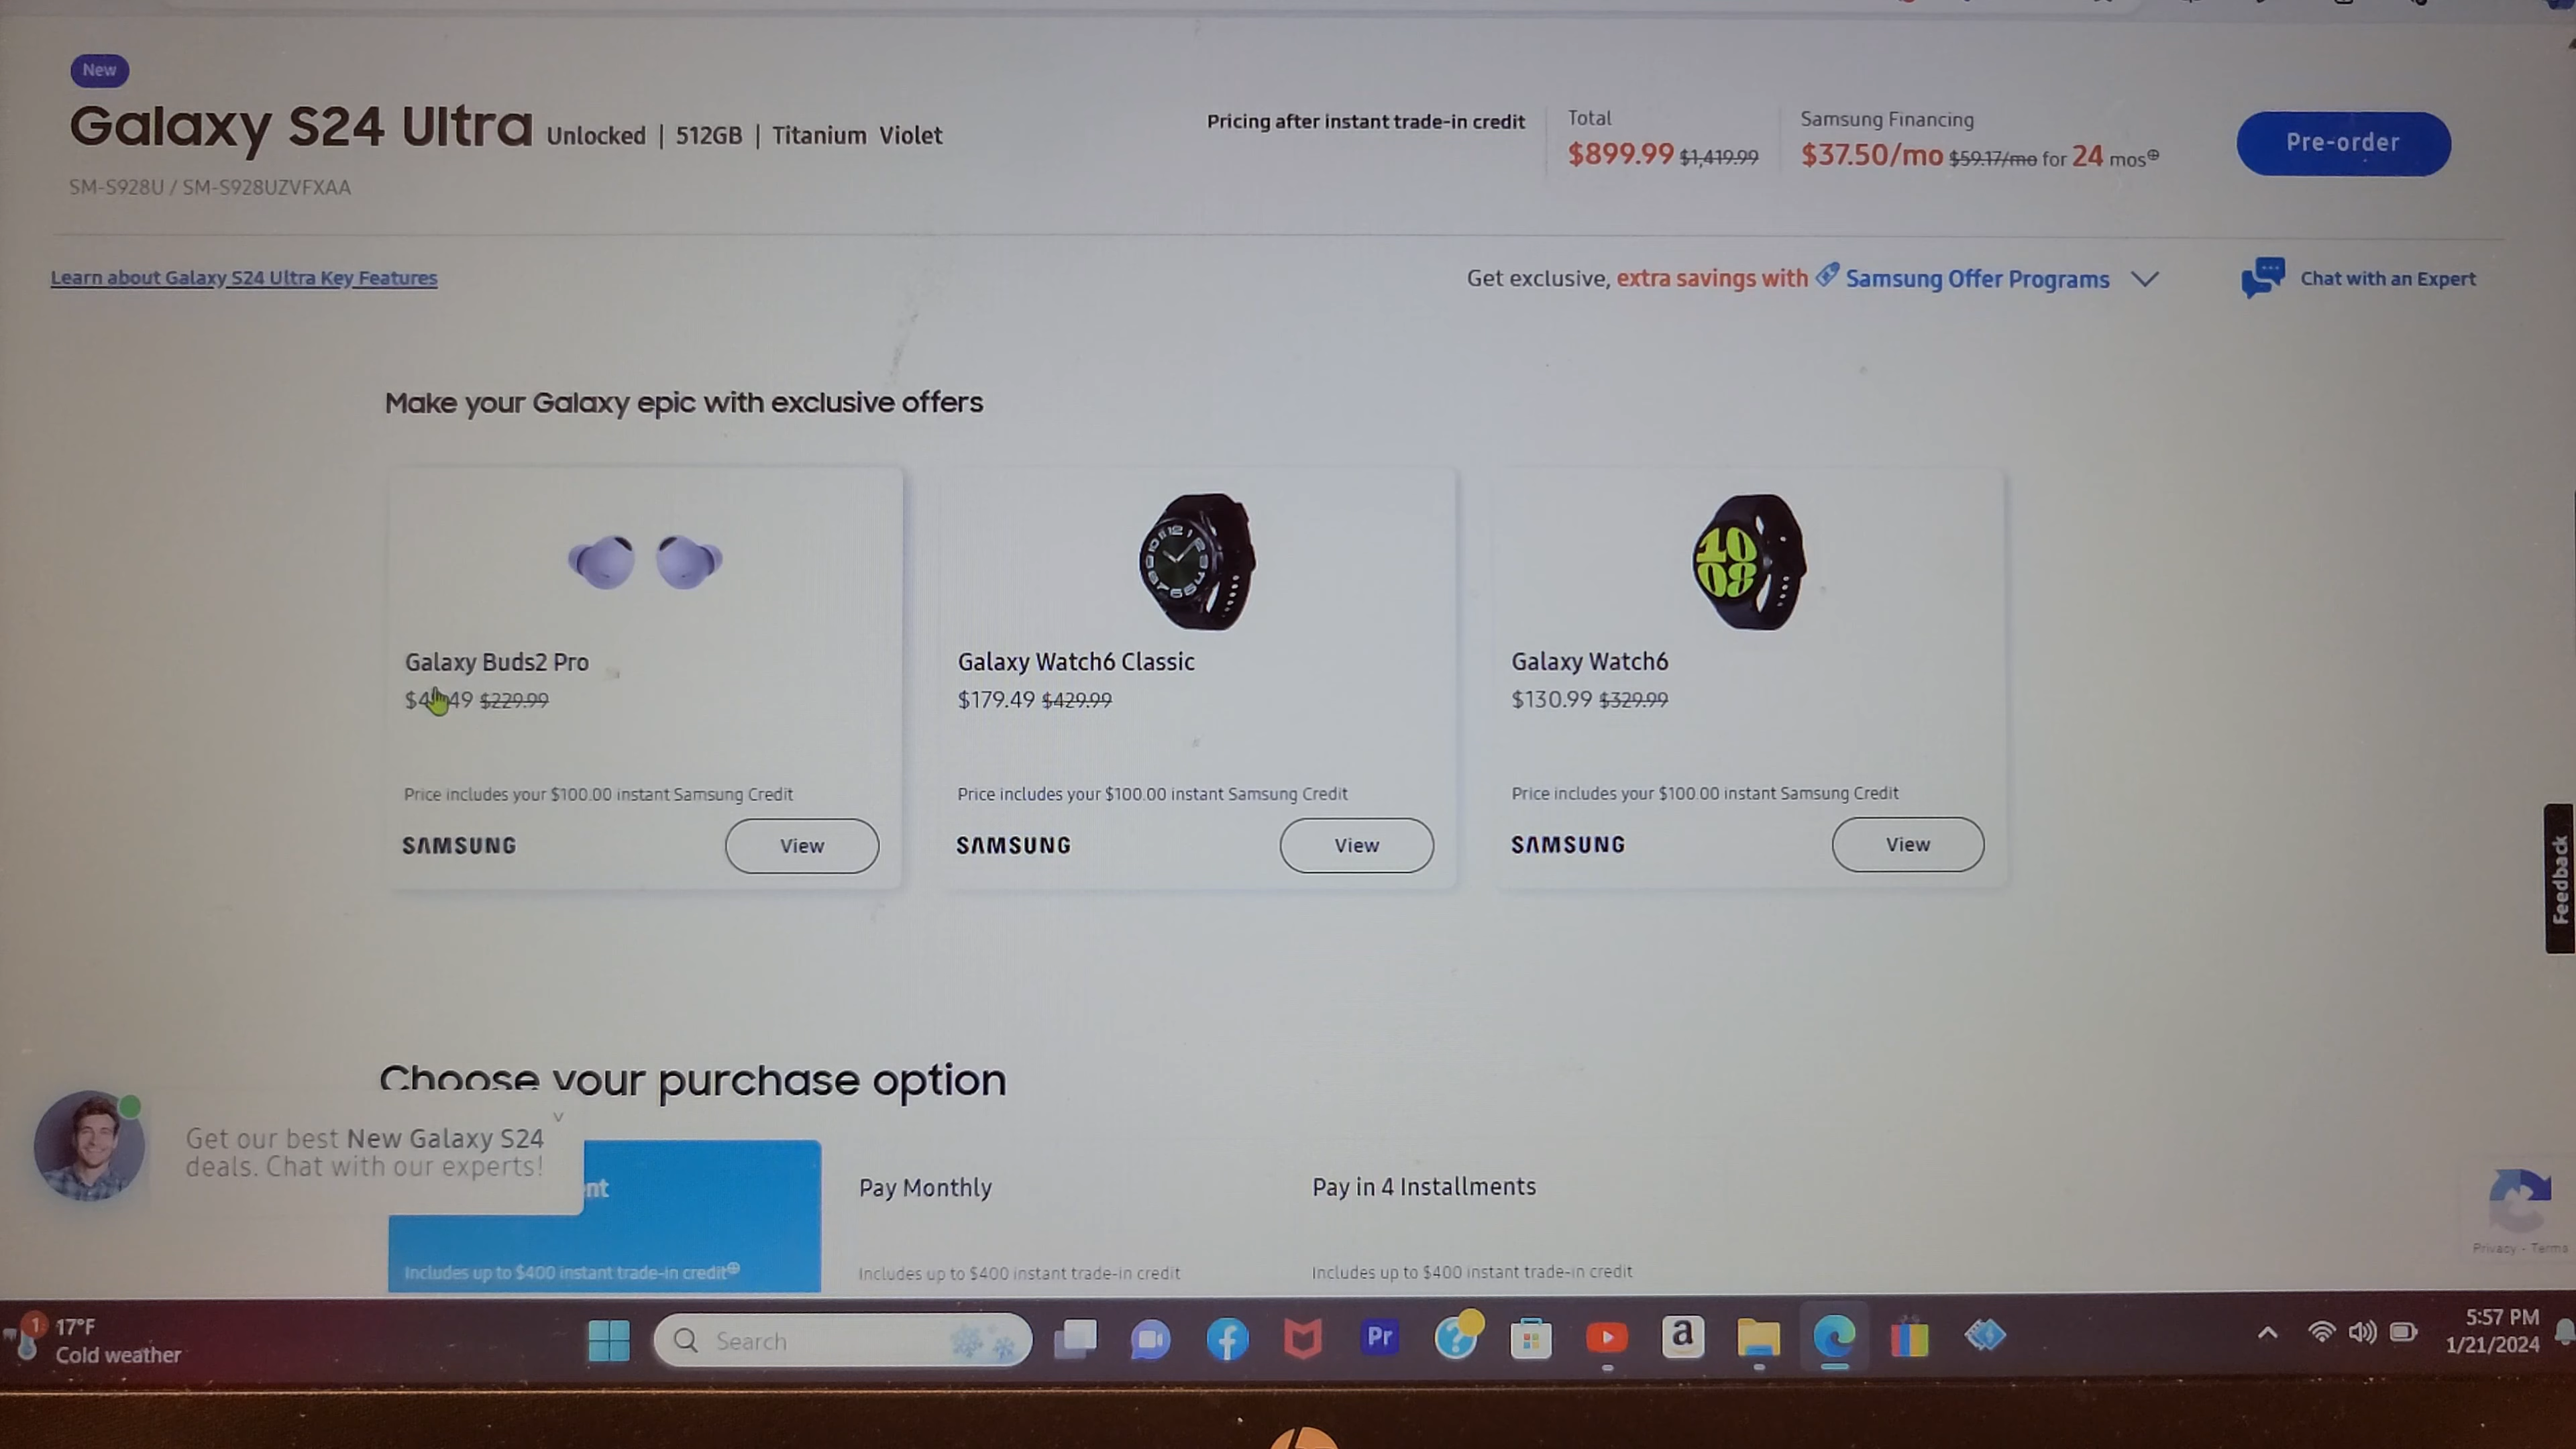 New
Galaxy S24 Ultra Unlocked | 512GB | Titanium Violet
SM-S928U / SM-S928UZVFXAA
Pricing after instant trade-in credit
Total
$899.99 $1,419.99
Samsung Financing
$37.50/mo $59.17/mo for 24 mos
Pre-order
Learn about Galaxy S24 Ultra Key Features
Get exclusive, extra savings with Samsung Offer Programs
Chat with an Expert
Make your Galaxy epic with exclusive offers
Galaxy Buds2 Pro
$229.99
Price includes your $100.00 instant Samsung Credit
SAMSUNG
View
Galaxy Watch6 Classic
$179.49 $429.99
Price includes your $100.00 instant Samsung Credit
SAMSUNG
View
10
08
Galaxy Watch6
$130.99 $329.99
Price includes your $100.00 instant Samsung Credit
SAMSUNG
View
Feedback
Choose your purchase option
Get our best New Galaxy S24
deals. Chat with our experts!
Includes up to $400 instant trade-in credit
Pay Monthly
Includes up to $400 instant trade-in credit
Pay in 4 Installments
Includes up to $400 instant trade-in credit
Privacy - Terms
1
17°F
Cold weather
Search
Pr
a
5:57 PM
1/21/2024